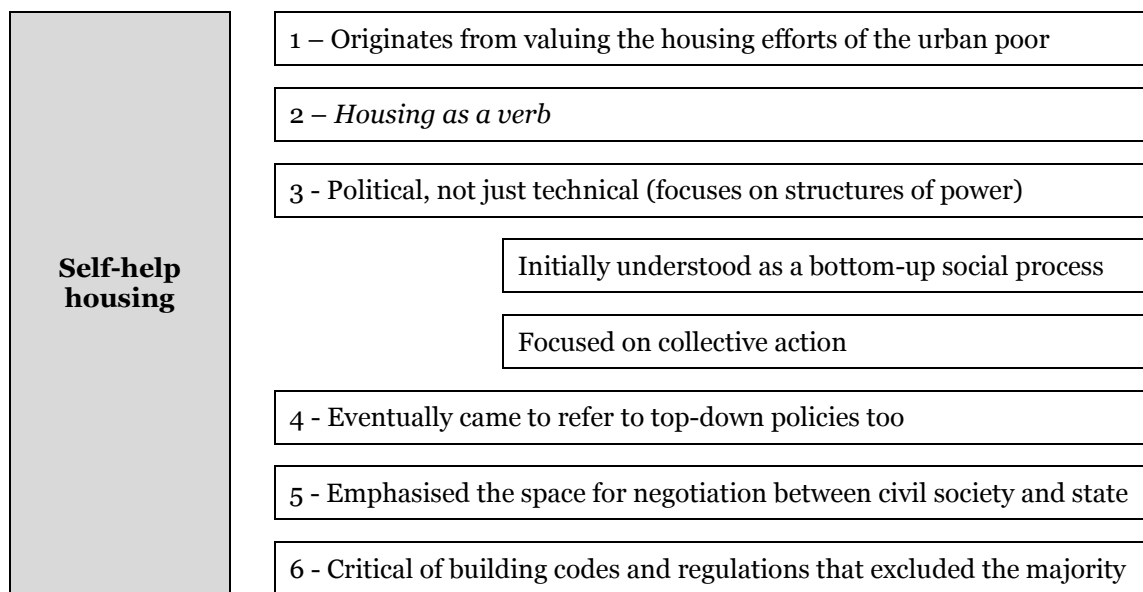 Self-help
housing
1 – Originates from valuing the housing efforts of the urban poor
2 – Housing as a verb
3 - Political, not just technical (focuses on structures of power)
Initially understood as a bottom-up social process
Focused on collective action
4 - Eventually came to refer to top-down policies too
5 - Emphasised the space for negotiation between civil society and state
6 - Critical of building codes and regulations that excluded the majority